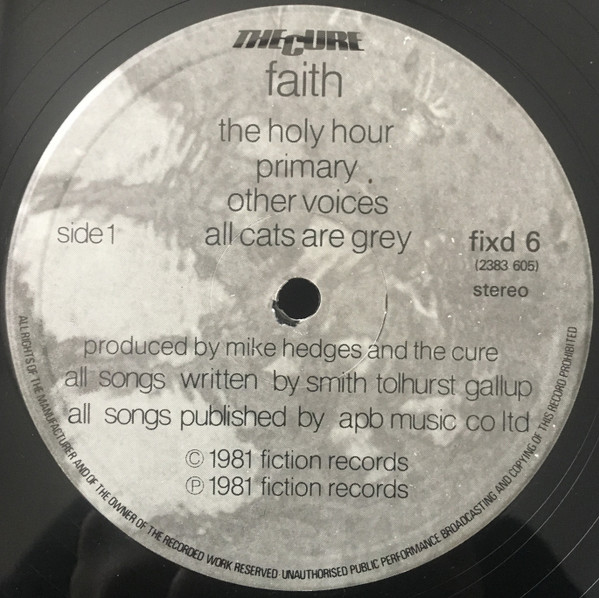 THE CURE
faith
the holy hour
primary
other voices
side 1
all cats are grey
fixd 6
(2383 605)
stereo
produced by mike hedges and the cure
all songs written by smith tolhurst gallup
all songs published by apb music co ltd
© 1981 fiction records
℗ 1981 fiction records
ALL RIGHTS OF THE MANUFACTURER AND OF THE OWNER OF THE RECORDED WORK RESERVED UNAUTHORISED PUBLIC PERFORMANCE BROADCASTING AND COPYING OF THIS RECORD PROHIBITED